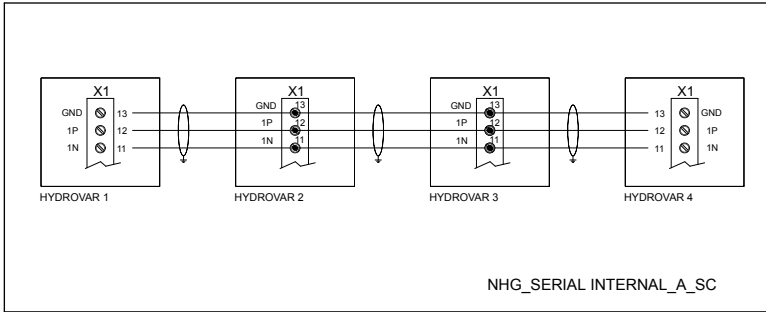 X1 X1 X1 X1
GND 13 GND 13 GND 13 13 GND
1P 12 1P 12 1P 12 12 1P
1N 11 1N 11 1N 11 11 1N
HYDROVAR 1 HYDROVAR 2 HYDROVAR 3 HYDROVAR 4
NHG_SERIAL INTERNAL_A_SC